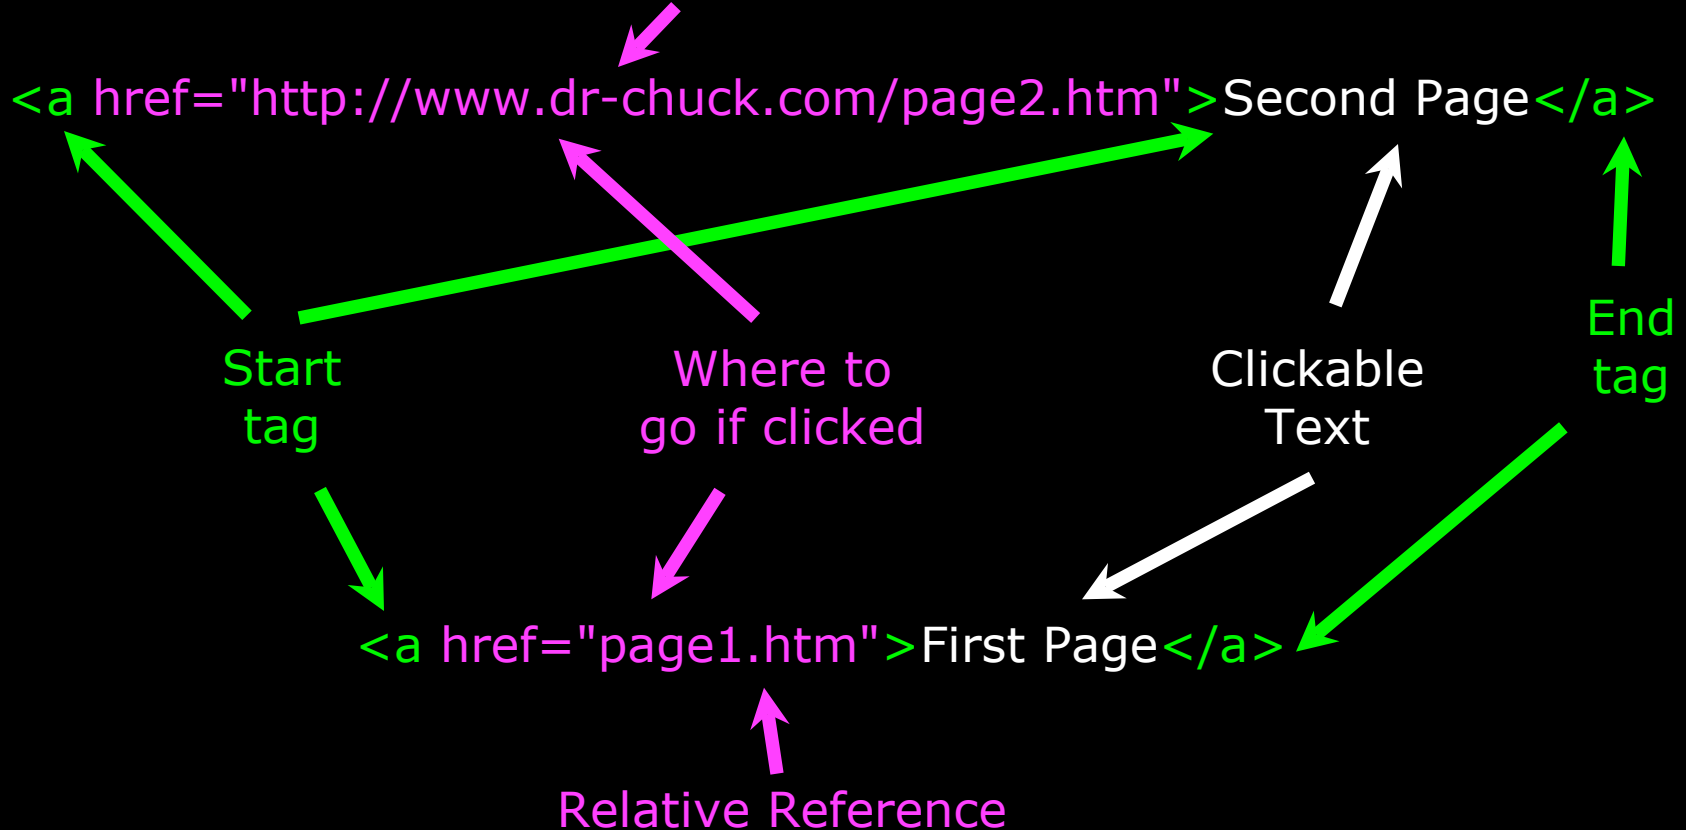 <a href="http://www.dr-chuck.com/page2.htm">Second Page</a>
Start
tag
Where to
go if clicked
Clickable
Text
End
tag
<a href="page1.htm">First Page</a>
Relative Reference